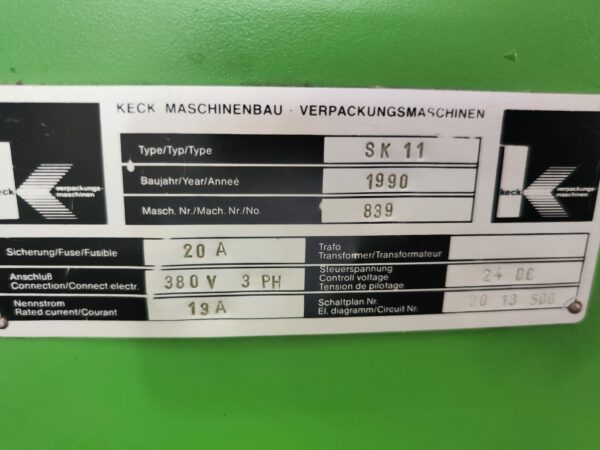 KECK MASCHINENBAU · VERPACKUNGSMASCHINEN
keck verpackungs-
maschinen
Type/Typ/Type SK 11
Baujahr/Year/Anneé 1990
Masch. Nr./Mach. Nr./No. 839
keck verpackungs-
maschinen
Sicherung/Fuse/Fusible 20 A
Anschluß
Connection/Connect electr. 380 V 3 PH
Nennstrom
Rated current/Courant 13 A
Trafo
Transformer/Transformateur
Steuerspannung
Controll voltage
Tension de pilotage 24 DC
Schaltplan Nr.
El. diagramm/Circuit Nr. 20 13 500